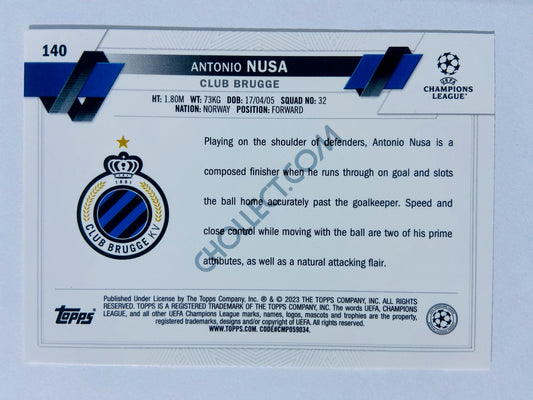 140
ANTONIO NUSA
CLUB BRUGGE
UEFA
CHAMPIONS
LEAGUE™
HT: 1.80M WT: 73KG DOB: 17/04/05 SQUAD NO: 32
NATION: NORWAY POSITION: FORWARD
Playing on the shoulder of defenders, Antonio Nusa is a
composed finisher when he runs through on goal and slots
the ball home accurately past the goalkeeper. Speed and
close control while moving with the ball are two of his prime
attributes, as well as a natural attacking flair.
1891
CLUB BRUGGE KV
CHOLLECT.COM
Topps
Published Under License by The Topps Company, Inc. ® & © 2023 THE TOPPS COMPANY, INC. ALL RIGHTS
RESERVED. TOPPS IS A REGISTERED TRADEMARK OF THE TOPPS COMPANY, INC. The words UEFA, CHAMPIONS
LEAGUE, and all other UEFA Champions League marks, names, logos, mascots and trophies are the property,
registered trademarks, designs and/or copyright of UEFA. All rights reserved.
WWW.TOPPS.COM. CODE#CMP059034.